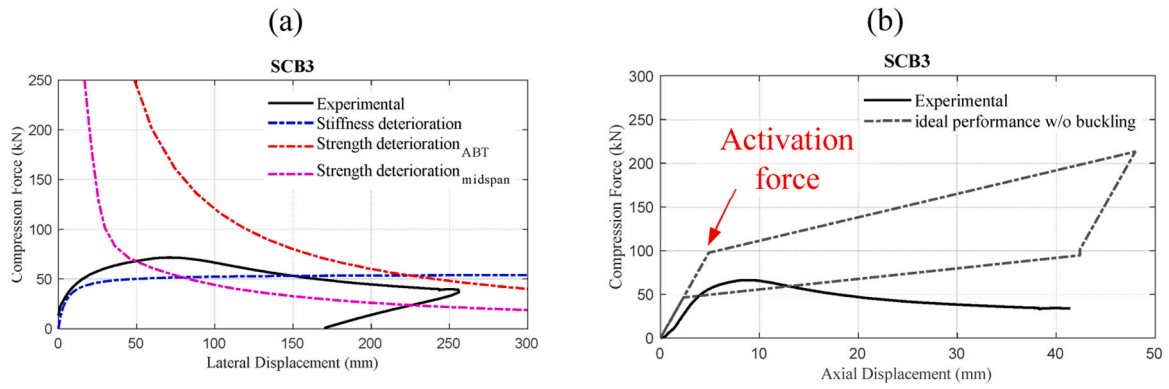 (a)
SCB3
Compression Force (kN)
250
200
150
100
50
0
Experimental
Stiffness deterioration
Strength deterioration ABT
Strength deterioration midspan
0 50 100 150 200 250 300
Lateral Displacement (mm)
(b)
SCB3
Compression Force (kN)
300
250
200
150
100
50
0
Experimental
ideal performance w/o buckling
Activation
force
0 10 20 30 40 50
Axial Displacement (mm)